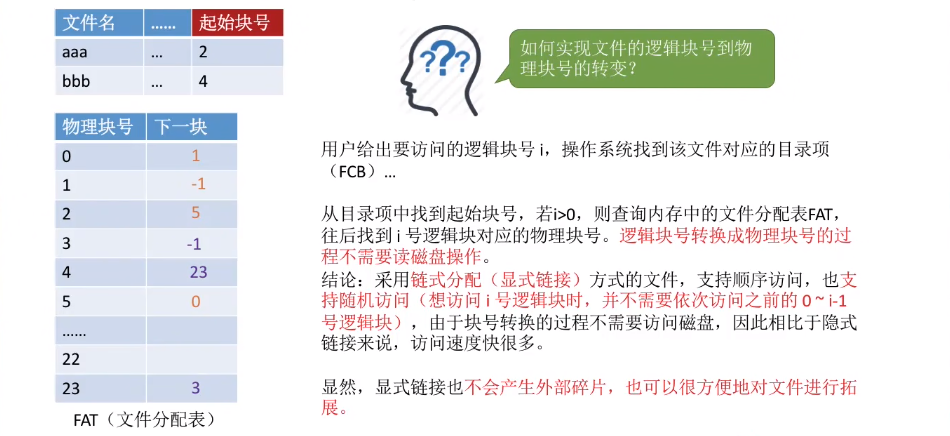 文件名 …… 起始块号
aaa … 2
bbb … 4
???
如何实现文件的逻辑块号到物
理块号的转变？
物理块号 下一块
0 1
1 -1
2 5
3 -1
4 23
5 0
……
22
23 3
FAT（文件分配表）
用户给出要访问的逻辑块号 i，操作系统找到该文件对应的目录项
（FCB）…
从目录项中找到起始块号，若i>0，则查询内存中的文件分配表FAT，
往后找到 i 号逻辑块对应的物理块号。逻辑块号转换成物理块号的过
程不需要读磁盘操作。
结论：采用链式分配（显式链接）方式的文件，支持顺序访问，也支
持随机访问（想访问 i 号逻辑块时，并不需要依次访问之前的 0 ~ i-1
号逻辑块），由于块号转换的过程不需要访问磁盘，因此相比于隐式
链接来说，访问速度快很多。
显然，显式链接也不会产生外部碎片，也可以很方便地对文件进行拓
展。